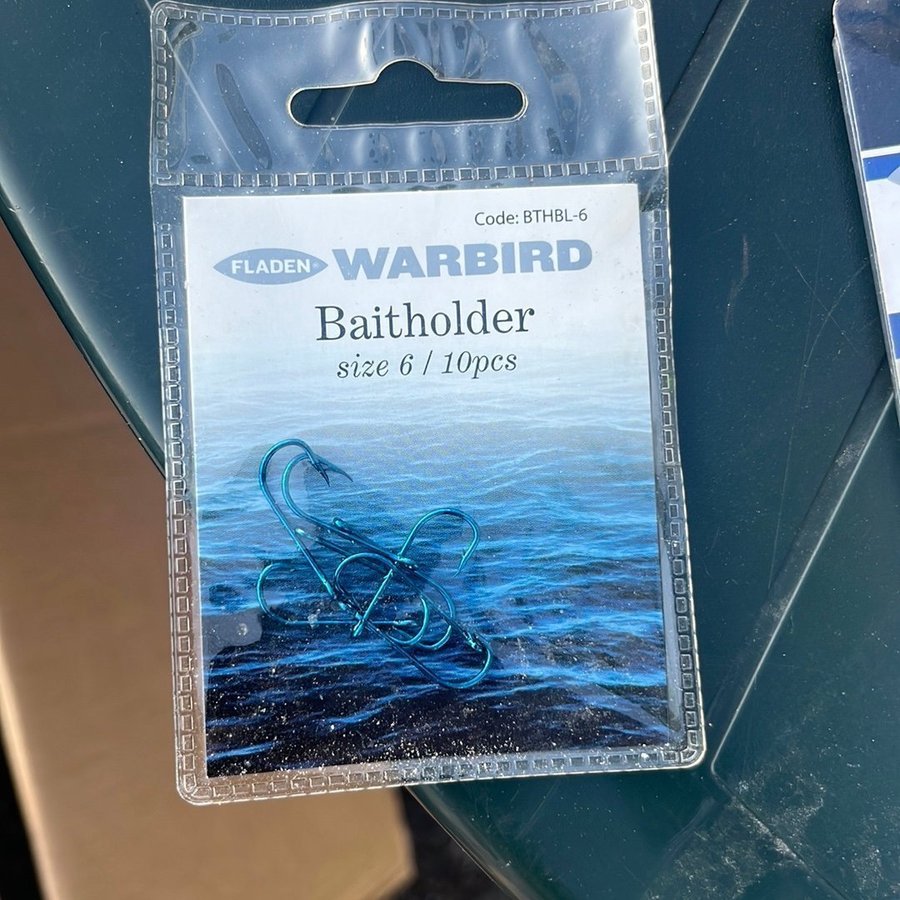 Code: BTHBL-6
FLADEN® WARBIRD
Baitholder
size 6 / 10pcs